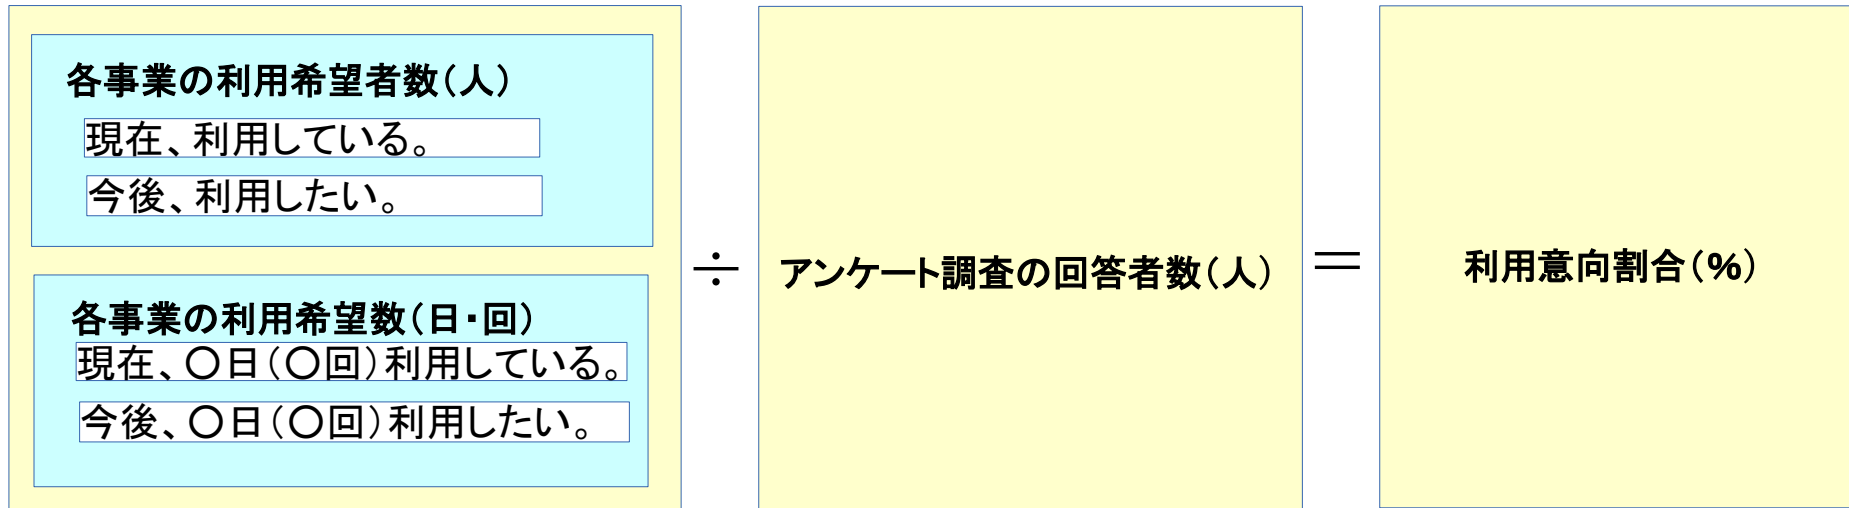 各事業の利用希望者数(人)
現在、利用している。
今後、利用したい。
各事業の利用希望数(日・回)
現在、〇日(〇回)利用している。
今後、〇日(〇回)利用したい。
÷
アンケート調査の回答者数(人)
=
利用意向割合(%)